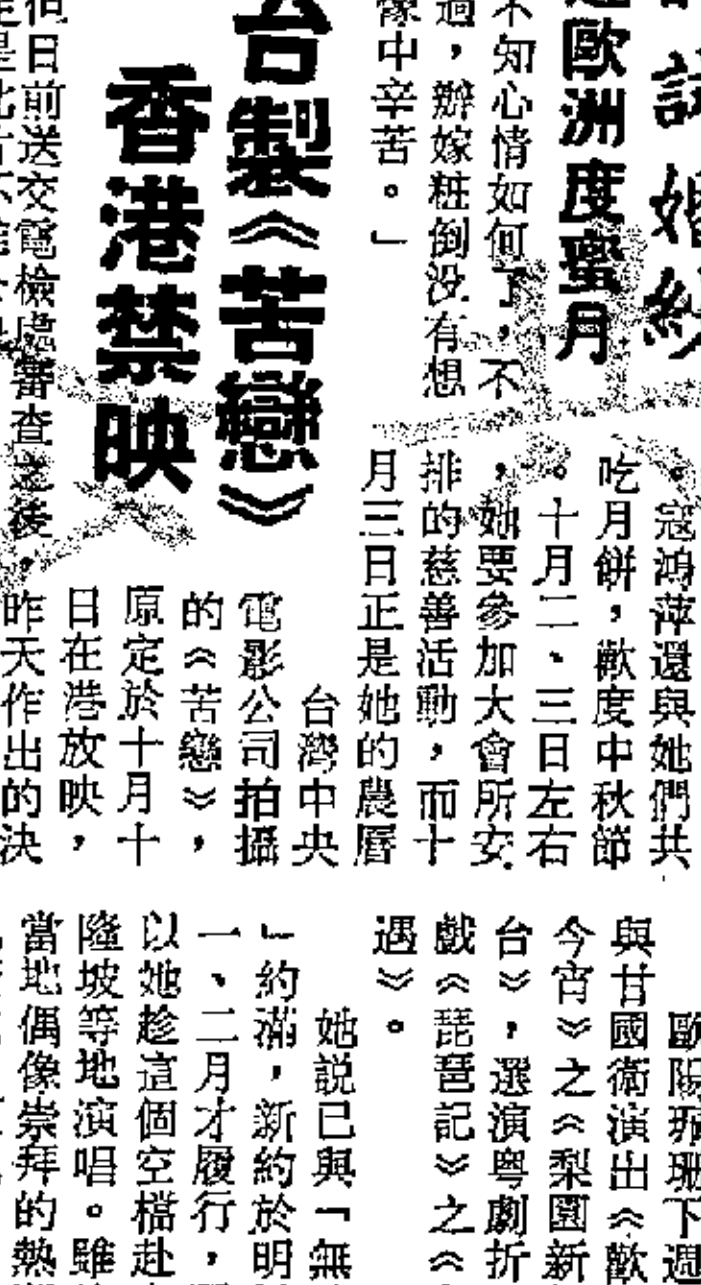 婚紗
歐洲度蜜月
不知心情如何了，不
過，辦嫁粧倒没有想
像中辛苦。」
台製《苦戀》
香港禁映
但日前送交電檢處審查之後，
。寇鴻萍還與她們共
吃月餅，歡度中秋節
。十月二、三日左右
，她要參加大會所安
排的慈善活動，而十
月三日正是她的農曆
台灣中央
電影公司拍攝
的《苦戀》，
原定於十月十
日在港放映，
昨天作出的決
歐陽珊下週
與甘國衛演出《歡
今宵》之《梨園新
台》，選演粤劇折
戲《琵琶記》之《
遇》。
她説已與「無
」約滿，新約於明
一、二月才履行，
以她趁這個空檔赴
隆坡等地演唱。雖
當地偶像崇拜的熱